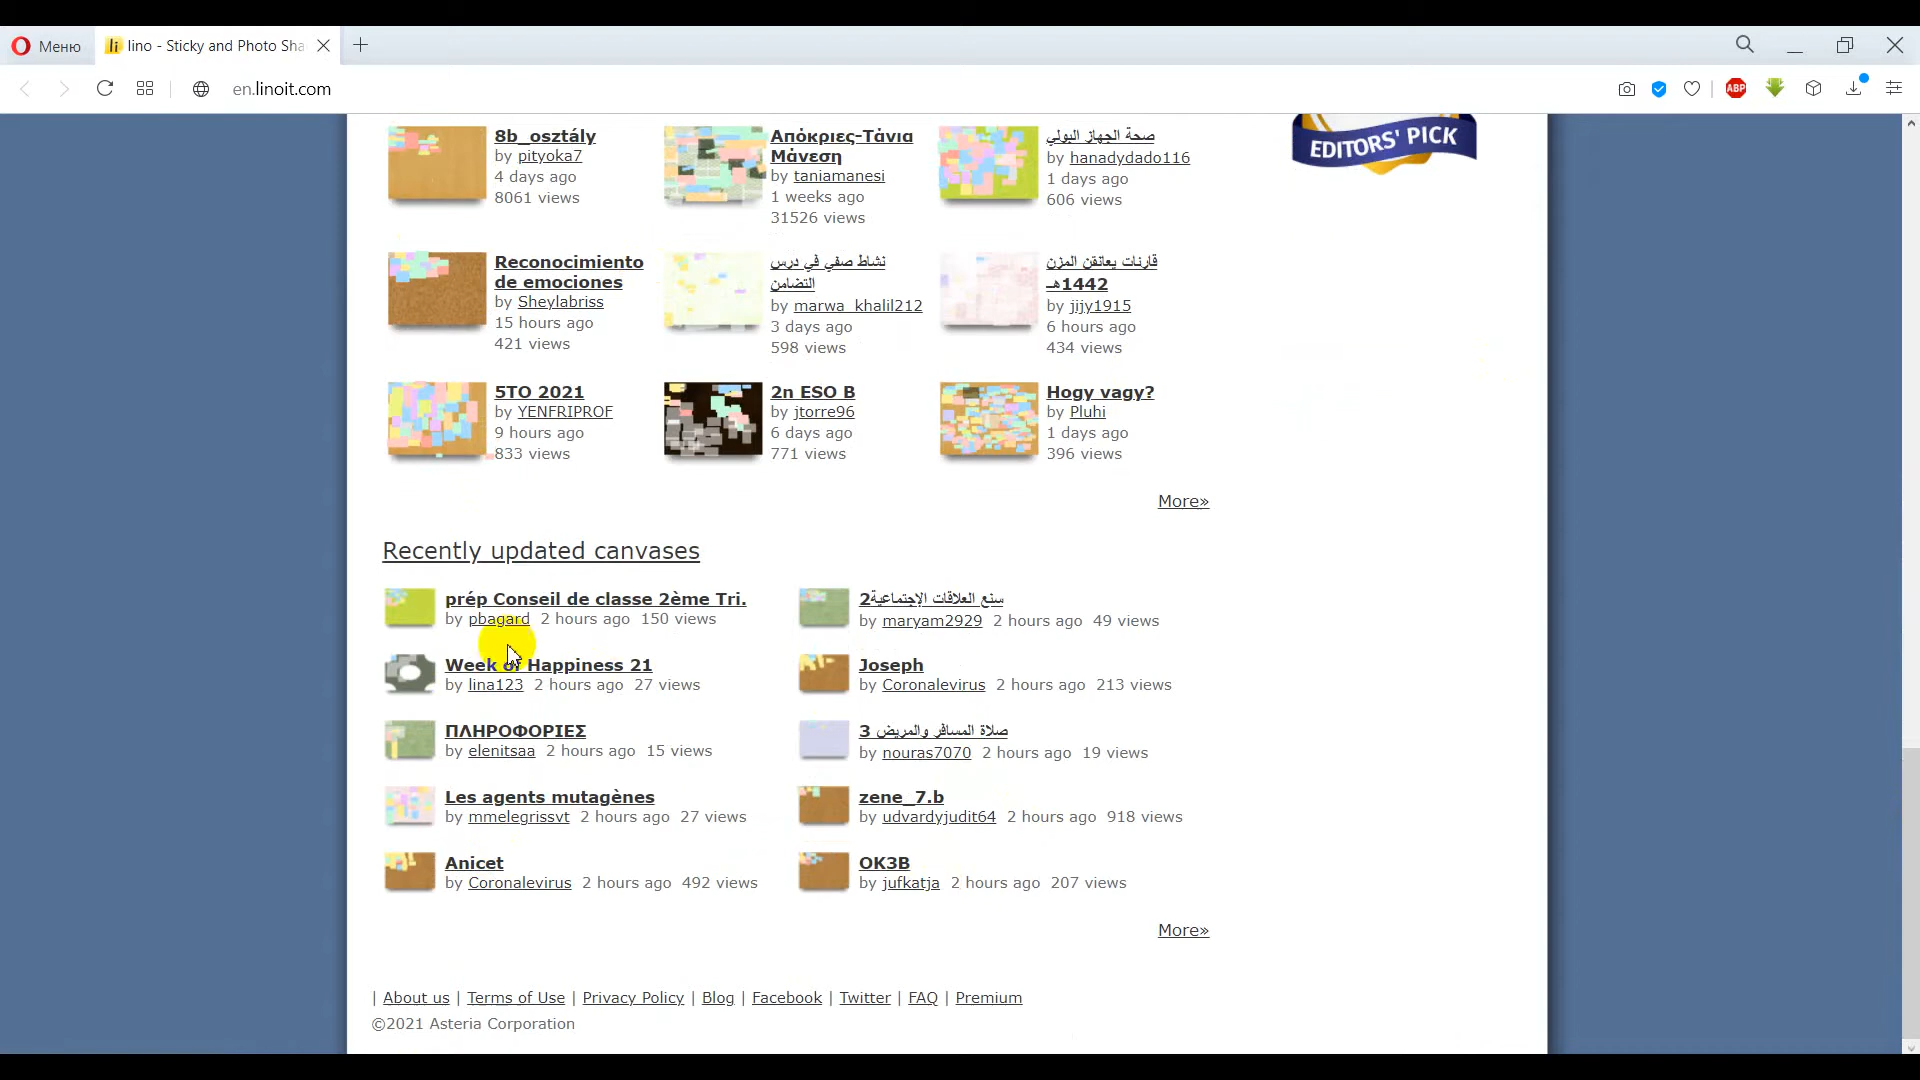 Меню
lino - Sticky and Photo Sha
en.linoit.com
ABP
8b_osztály
by pityoka7
4 days ago
8061 views
Απόκριες-Τάνια
Μάνεση
by taniamanesi
1 weeks ago
31526 views
صحة الجهاز البولي
by hanadydado116
1 days ago
606 views
EDITORS' PICK
Reconocimiento
de emociones
by Sheylabriss
15 hours ago
421 views
نشاط صفي في درس
التضامن
by marwa_khalil212
3 days ago
598 views
قارنات يعانقن المزن
1442هـ
by jijy1915
6 hours ago
434 views
5TO 2021
by YENFRIPROF
9 hours ago
833 views
2n ESO B
by jtorre96
6 days ago
771 views
Hogy vagy?
by Pluhi
1 days ago
396 views
More»
Recently updated canvases
prép Conseil de classe 2ème Tri.
by pbagard 2 hours ago 150 views
سنع العلاقات الإجتماعية2
by maryam2929 2 hours ago 49 views
Week of Happiness 21
by lina123 2 hours ago 27 views
Joseph
by Coronalevirus 2 hours ago 213 views
ΠΛΗΡΟΦΟΡΙΕΣ
by elenitsaa 2 hours ago 15 views
صلاة المسافر والمريض 3
by nouras7070 2 hours ago 19 views
Les agents mutagènes
by mmelegrissvt 2 hours ago 27 views
zene_7.b
by udvardyjudit64 2 hours ago 918 views
Anicet
by Coronalevirus 2 hours ago 492 views
OK3B
by jufkatja 2 hours ago 207 views
More»
| About us | Terms of Use | Privacy Policy | Blog | Facebook | Twitter | FAQ | Premium
©2021 Asteria Corporation